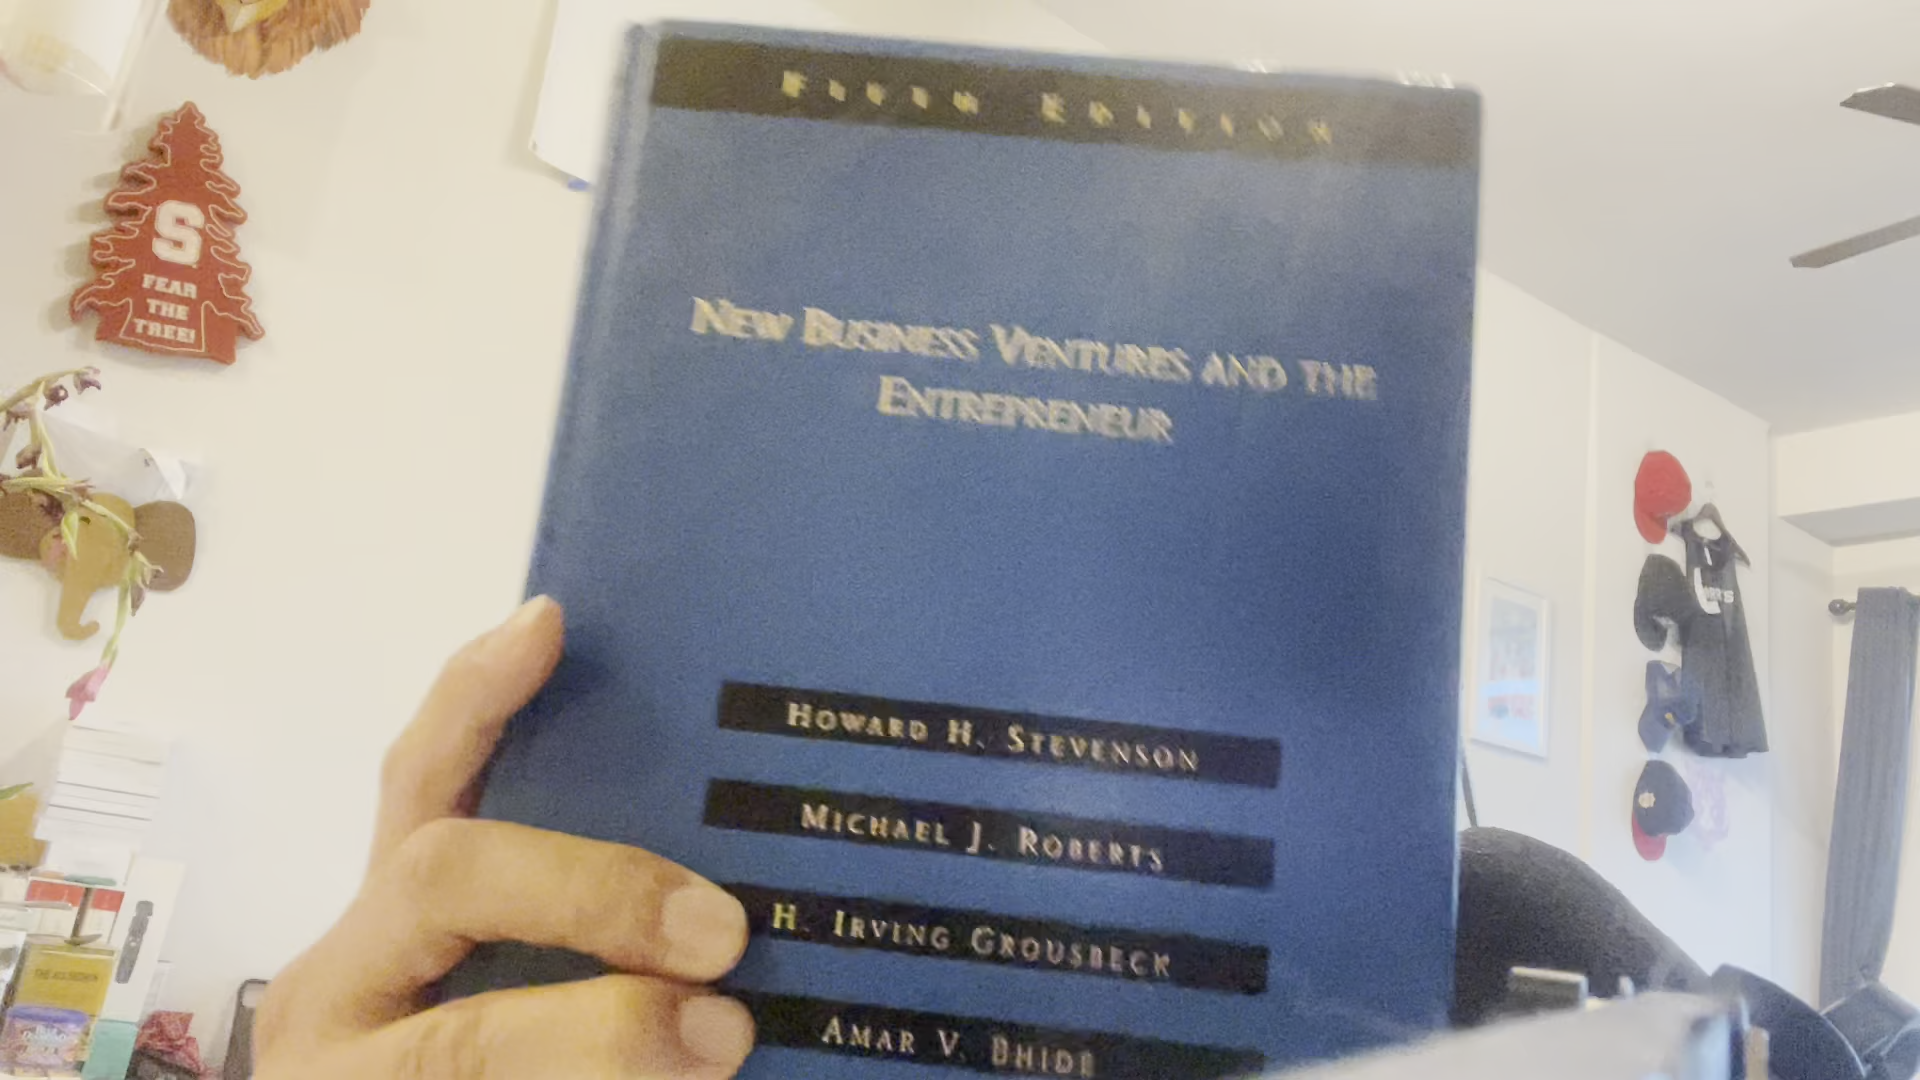 FIFTH EDITION
NEW BUSINESS VENTURES AND THE
ENTREPRENEUR
HOWARD H. STEVENSON
MICHAEL J. ROBERTS
H. IRVING GROUSBECK
AMAR V. BHIDE
S
FEAR
THE
TREE!